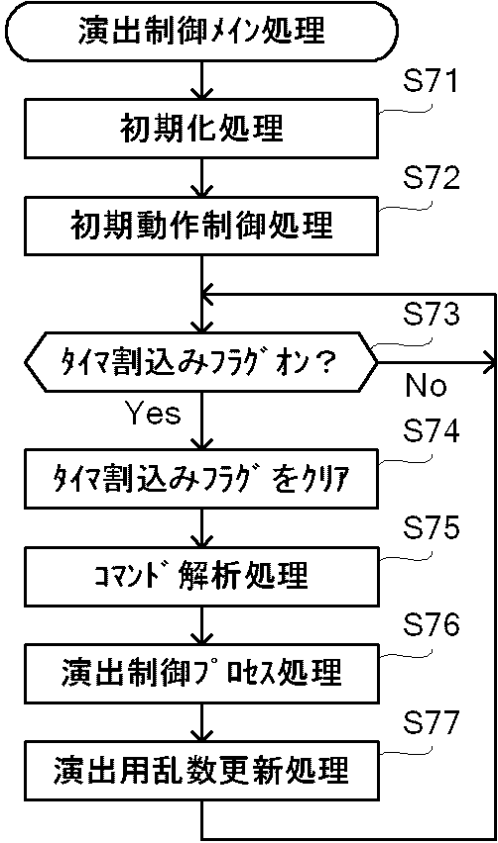 演出制御ﾒｲﾝ処理
S71
初期化処理
S72
初期動作制御処理
S73
ﾀｲﾏ割込みﾌﾗｸﾞｵﾝ？
No
Yes
S74
ﾀｲﾏ割込みﾌﾗｸﾞをｸﾘｱ
S75
ｺﾏﾝﾄﾞ解析処理
S76
演出制御ﾌﾟﾛｾｽ処理
S77
演出用乱数更新処理